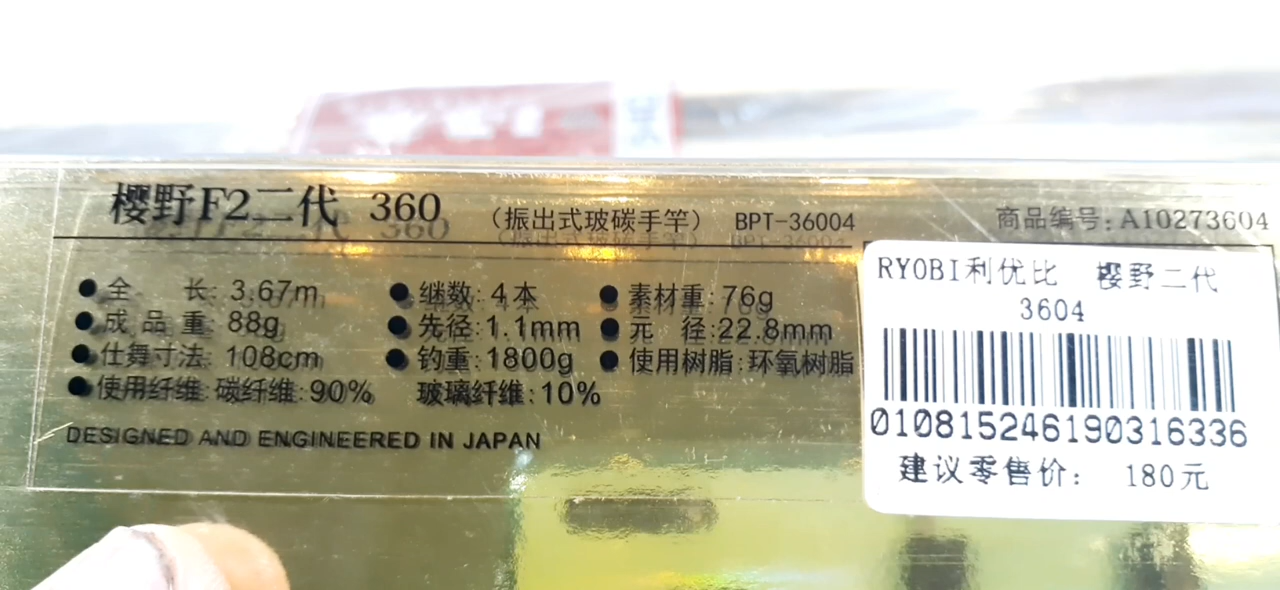 樱野F2二代 360 （振出式玻碳手竿） BPT-36004 商品编号: A10273604
●全 长: 3.67m ●继数: 4本 ●素材重: 76g
●成品重: 88g ●先径: 1.1mm ●元 径: 22.8mm
●仕舞寸法: 108cm ●钓重: 1800g ●使用树脂: 环氧树脂
●使用纤维: 碳纤维: 90% 玻璃纤维: 10%
DESIGNED AND ENGINEERED IN JAPAN
RYOBI利优比 樱野二代
3604
010815246190316336
建议零售价: 180元